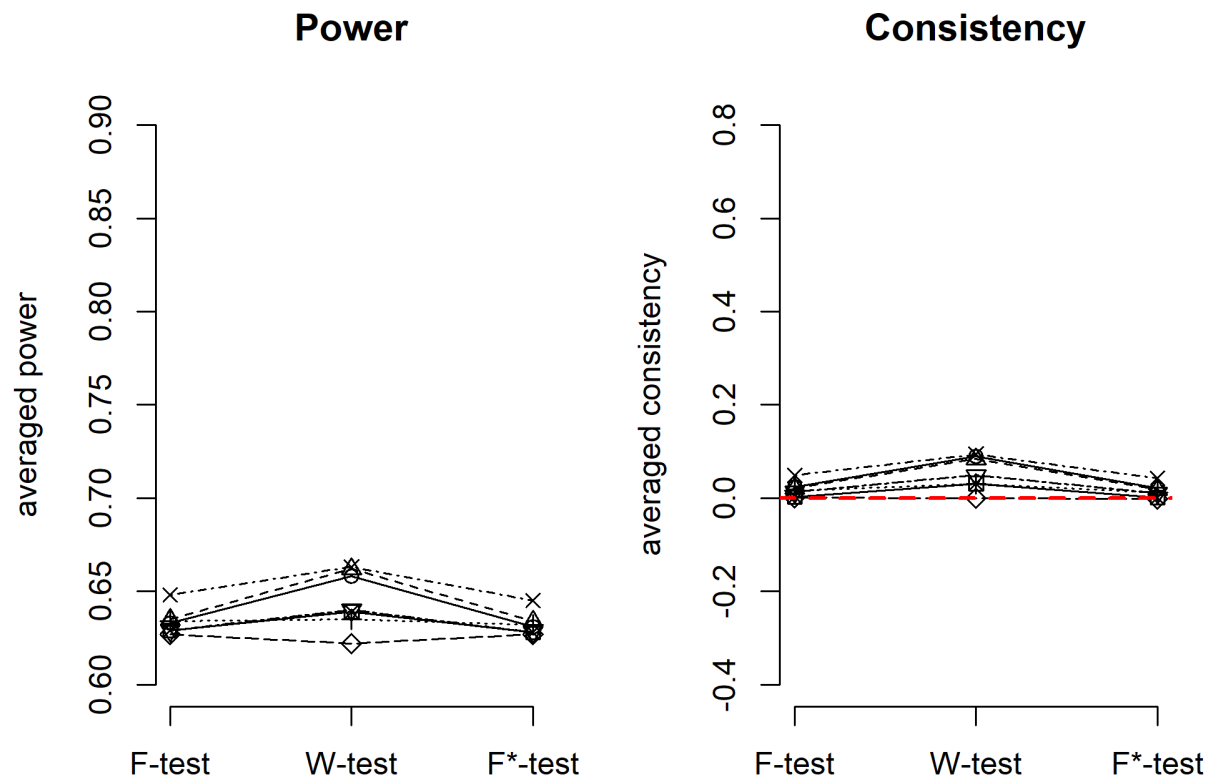 Power
averaged power
0.90
0.85
0.80
0.75
0.70
0.65
0.60
F-test W-test F*-test
Consistency
averaged consistency
0.8
0.6
0.4
0.2
0.0
-0.2
-0.4
F-test W-test F*-test